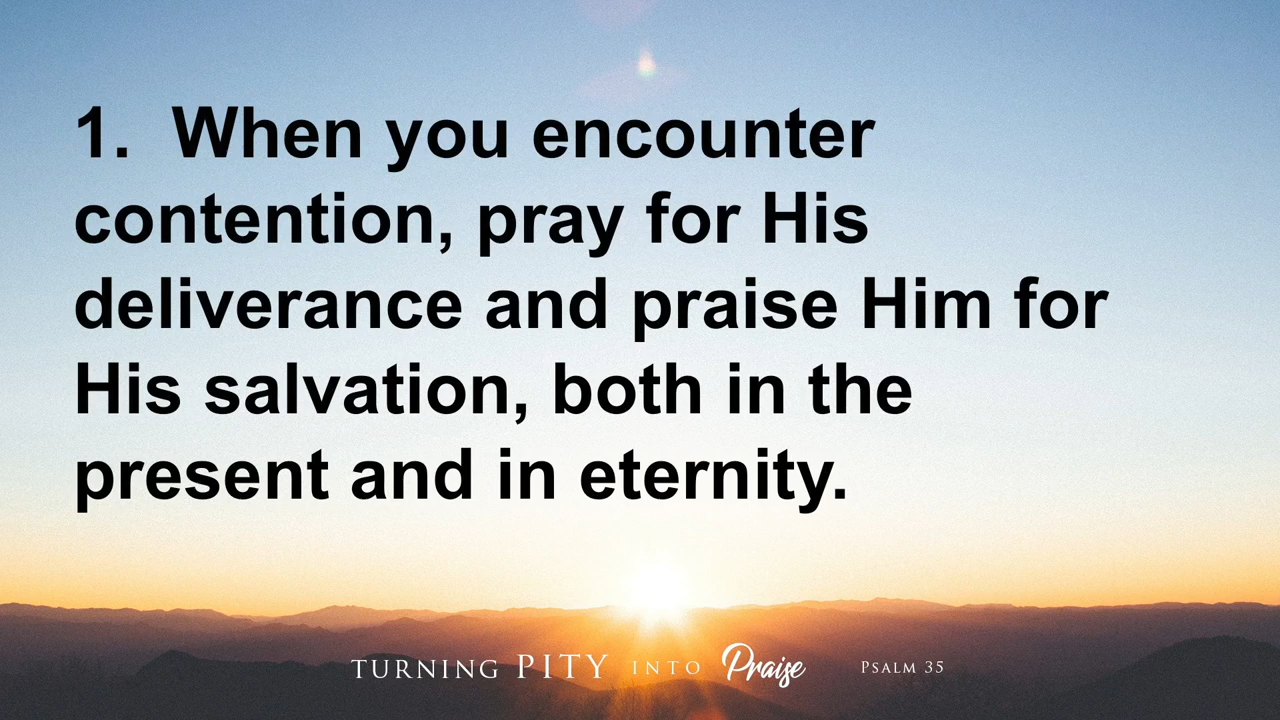 1.  When you encounter
contention, pray for His
deliverance and praise Him for
His salvation, both in the
present and in eternity.
TURNING PITY INTO Praise PSALM 35